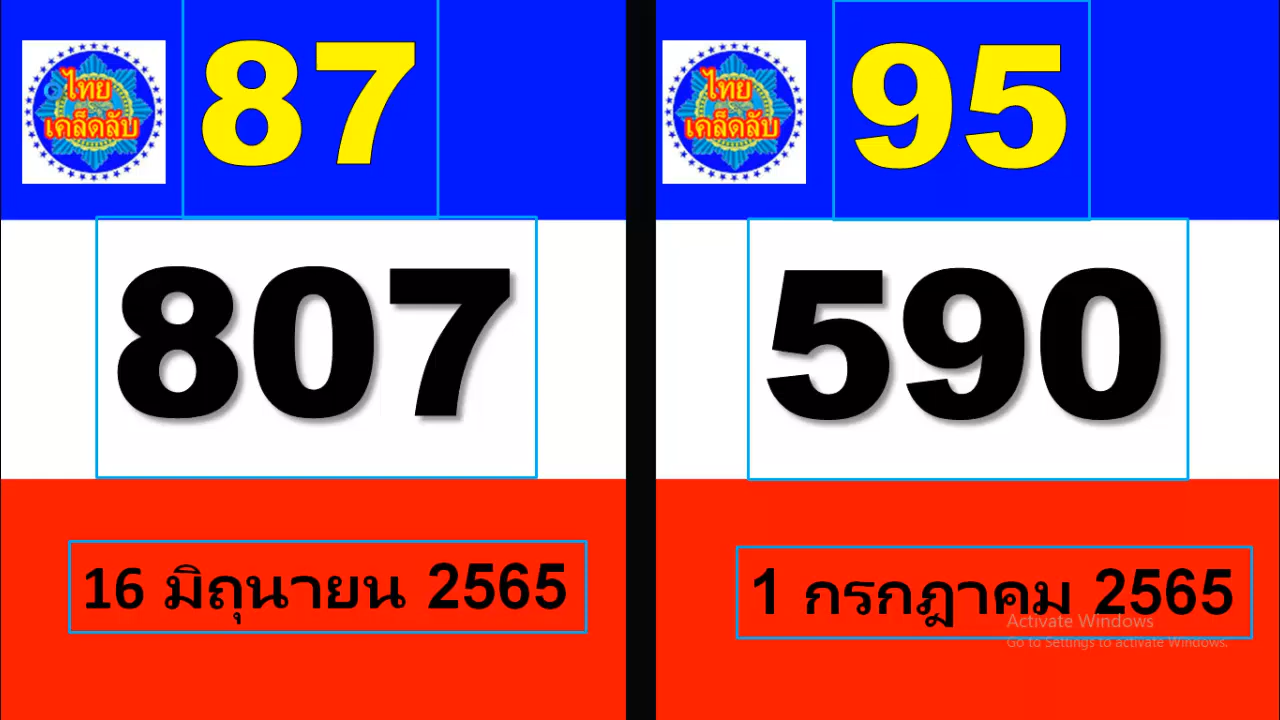 ไทย
เคล็ดลับ
87
807
16 มิถุนายน 2565
ไทย
เคล็ดลับ
95
590
1 กรกฎาคม 2565
Activate Windows
Go to Settings to activate Windows.